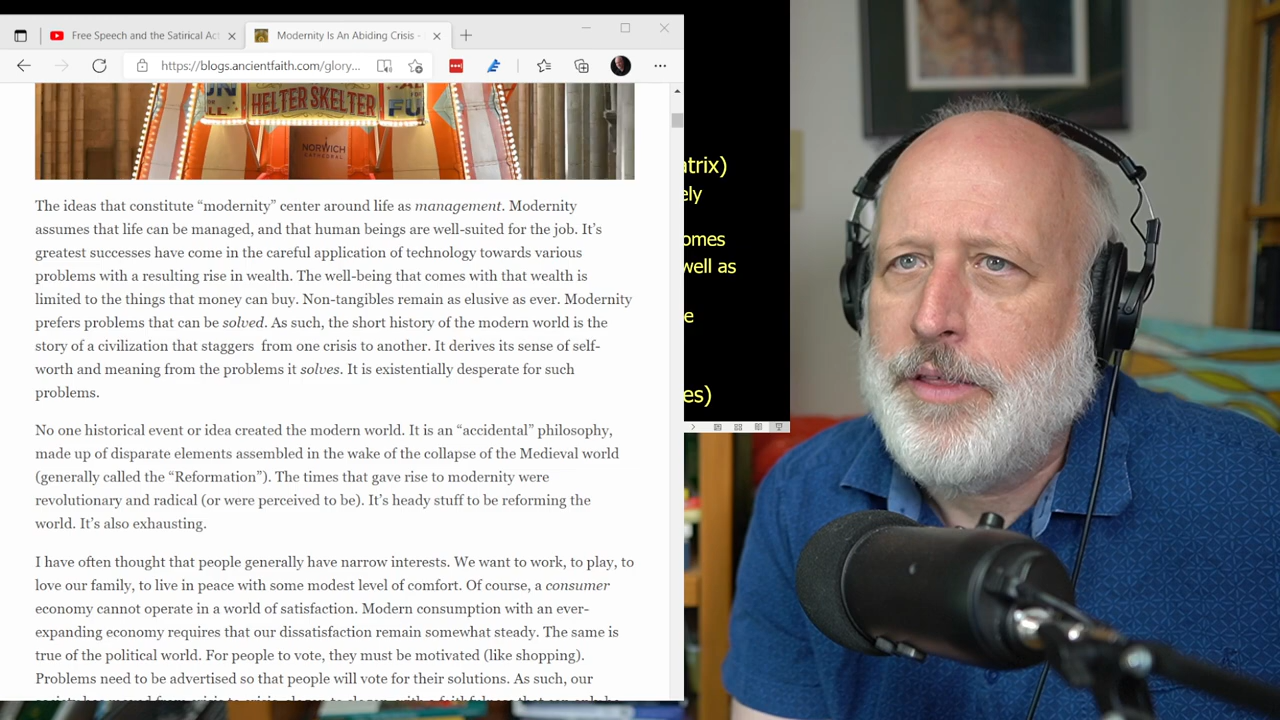 Free Speech and the Satirical Act
Modernity Is An Abiding Crisis -
https://blogs.ancientfaith.com/glory...
HELTER SKELTER
FU
NORWICH
CATHEDRAL
The ideas that constitute “modernity” center around life as management. Modernity
assumes that life can be managed, and that human beings are well-suited for the job. It’s
greatest successes have come in the careful application of technology towards various
problems with a resulting rise in wealth. The well-being that comes with that wealth is
limited to the things that money can buy. Non-tangibles remain as elusive as ever. Modernity
prefers problems that can be solved. As such, the short history of the modern world is the
story of a civilization that staggers  from one crisis to another. It derives its sense of self-
worth and meaning from the problems it solves. It is existentially desperate for such
problems.
No one historical event or idea created the modern world. It is an “accidental” philosophy,
made up of disparate elements assembled in the wake of the collapse of the Medieval world
(generally called the “Reformation”). The times that gave rise to modernity were
revolutionary and radical (or were perceived to be). It’s heady stuff to be reforming the
world. It’s also exhausting.
I have often thought that people generally have narrow interests. We want to work, to play, to
love our family, to live in peace with some modest level of comfort. Of course, a consumer
economy cannot operate in a world of satisfaction. Modern consumption with an ever-
expanding economy requires that our dissatisfaction remain somewhat steady. The same is
true of the political world. For people to vote, they must be motivated (like shopping).
Problems need to be advertised so that people will vote for their solutions. As such, our
atrix)
ely
omes
well as
e
es)